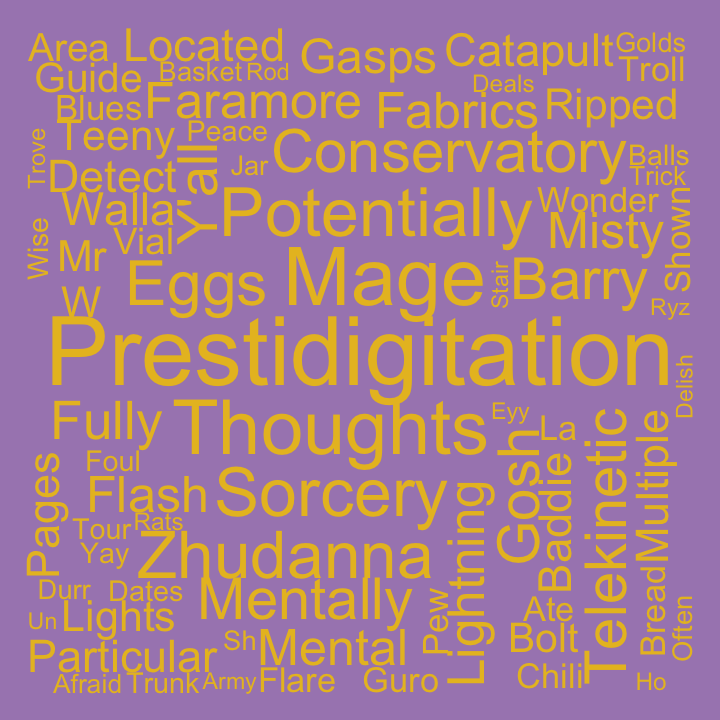 Area
Located
Gasps
Catapult
Golds
Guide
Basket
Rod
Deals
Troll
Blues
Faramore
Fabrics
Ripped
Teeny
Peace
Conservatory
Balls
Trove
Detect
Y'all
Jar
Trick
Walla
Potentially
Wonder
Shown
Wise
Mr
Vial
Misty
W
Eggs
Mage
Stair
Barry
Ryz
Prestidigitation
Delish
Fully
Thoughts
Eyy
La
Telekinetic
Multiple
Pages
Foul
Flash
Sorcery
Gosh
Baddie
Tour
Rats
Lightning
Yay
Zhudanna
Durr
Dates
Mentally
Pew
Ate
Bread
Often
Un
Lights
Sh
Mental
Bolt
Particular
Afraid
Trunk
Army
Flare
Guro
Chili
Ho